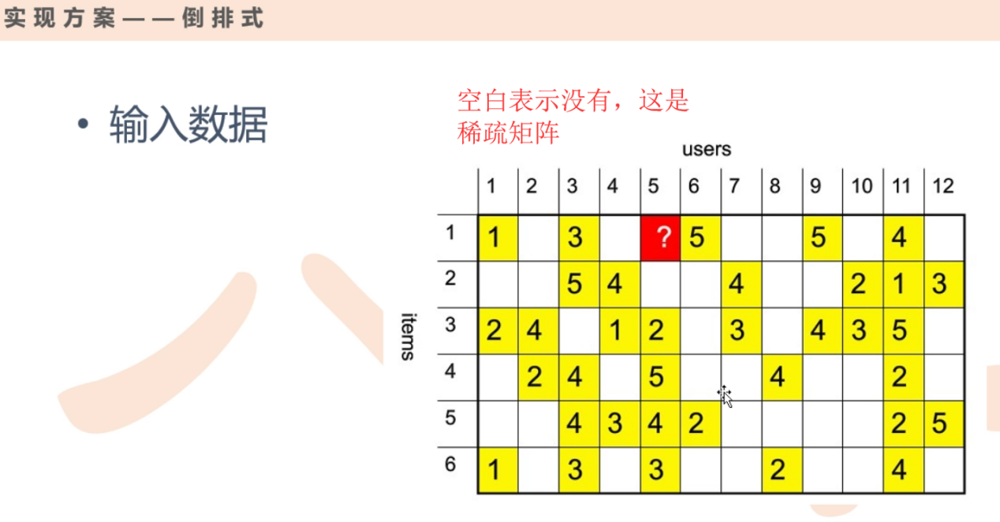 实现方案——倒排式
• 输入数据
空白表示没有，这是
稀疏矩阵
users
1 2 3 4 5 6 7 8 9 10 11 12
items
1 1 3 ? 5 5 4
2 5 4 4 2 1 3
3 2 4 1 2 3 4 3 5
4 2 4 5 4 2
5 4 3 4 2 2 5
6 1 3 3 2 4